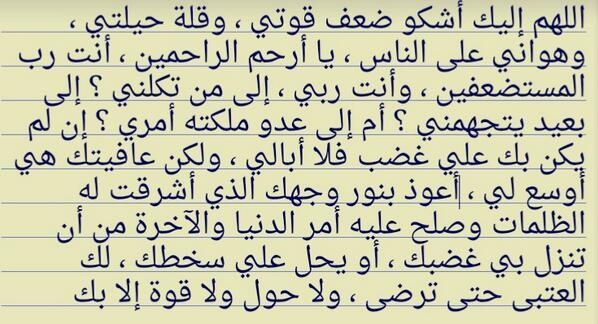 اللهم إليك أشكو ضعف قوتي ، وقلة حيلتي ،
وهواني على الناس ، يا أرحم الراحمين ، أنت رب
المستضعفين ، وأنت ربي ، إلى من تكلني ؟ إلى
بعيد يتجهمني ؟ أم إلى عدو ملكته أمري ؟ إن لم
يكن بك علي غضب فلا أبالي ، ولكن عافيتك هي
أوسع لي ، أعوذ بنور وجهك الذي أشرقت له
الظلمات وصلح عليه أمر الدنيا والآخرة من أن
تنزل بي غضبك ، أو يحل علي سخطك ، لك
العتبى حتى ترضى ، ولا حول ولا قوة إلا بك